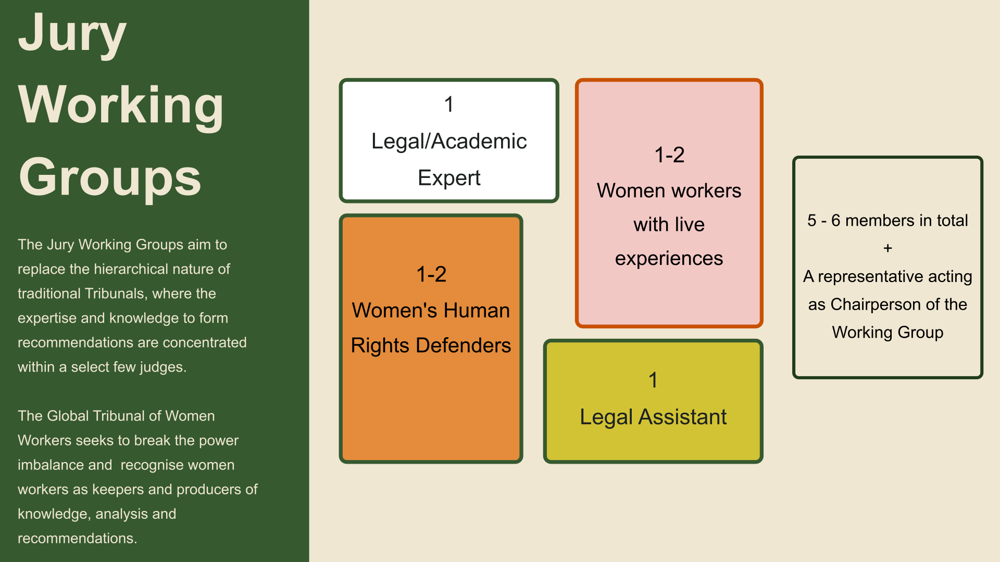 Jury
Working
Groups
The Jury Working Groups aim to
replace the hierarchical nature of
traditional Tribunals, where the
expertise and knowledge to form
recommendations are concentrated
within a select few judges.
The Global Tribunal of Women
Workers seeks to break the power
imbalance and  recognise women
workers as keepers and producers of
knowledge, analysis and
recommendations.
1
Legal/Academic
Expert
1-2
Women's Human
Rights Defenders
1-2
Women workers
with live
experiences
1
Legal Assistant
5 - 6 members in total
+
A representative acting
as Chairperson of the
Working Group